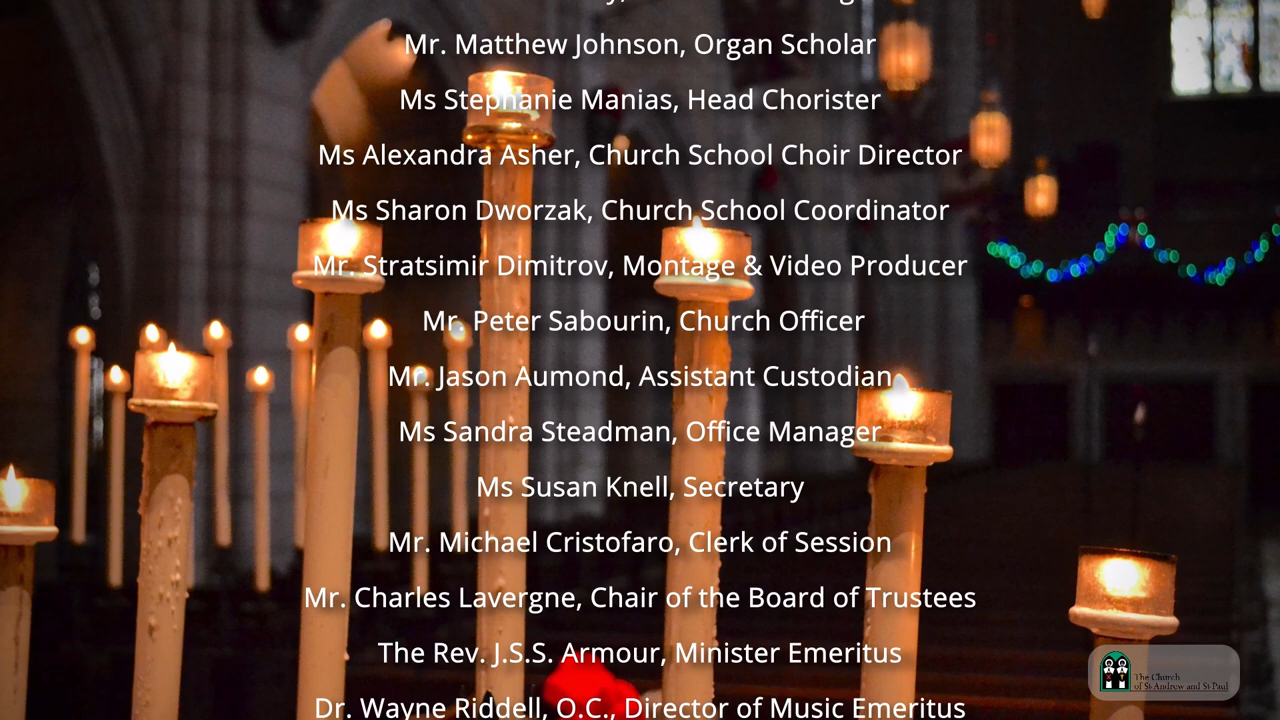 Mr. Matthew Johnson, Organ Scholar
Ms Stephanie Manias, Head Chorister
Ms Alexandra Asher, Church School Choir Director
Ms Sharon Dworzak, Church School Coordinator
Mr. Stratsimir Dimitrov, Montage & Video Producer
Mr. Peter Sabourin, Church Officer
Mr. Jason Aumond, Assistant Custodian
Ms Sandra Steadman, Office Manager
Ms Susan Knell, Secretary
Mr. Michael Cristofaro, Clerk of Session
Mr. Charles Lavergne, Chair of the Board of Trustees
The Rev. J.S.S. Armour, Minister Emeritus
Dr. Wayne Riddell, O.C., Director of Music Emeritus
The Church
of St Andrew and St Paul